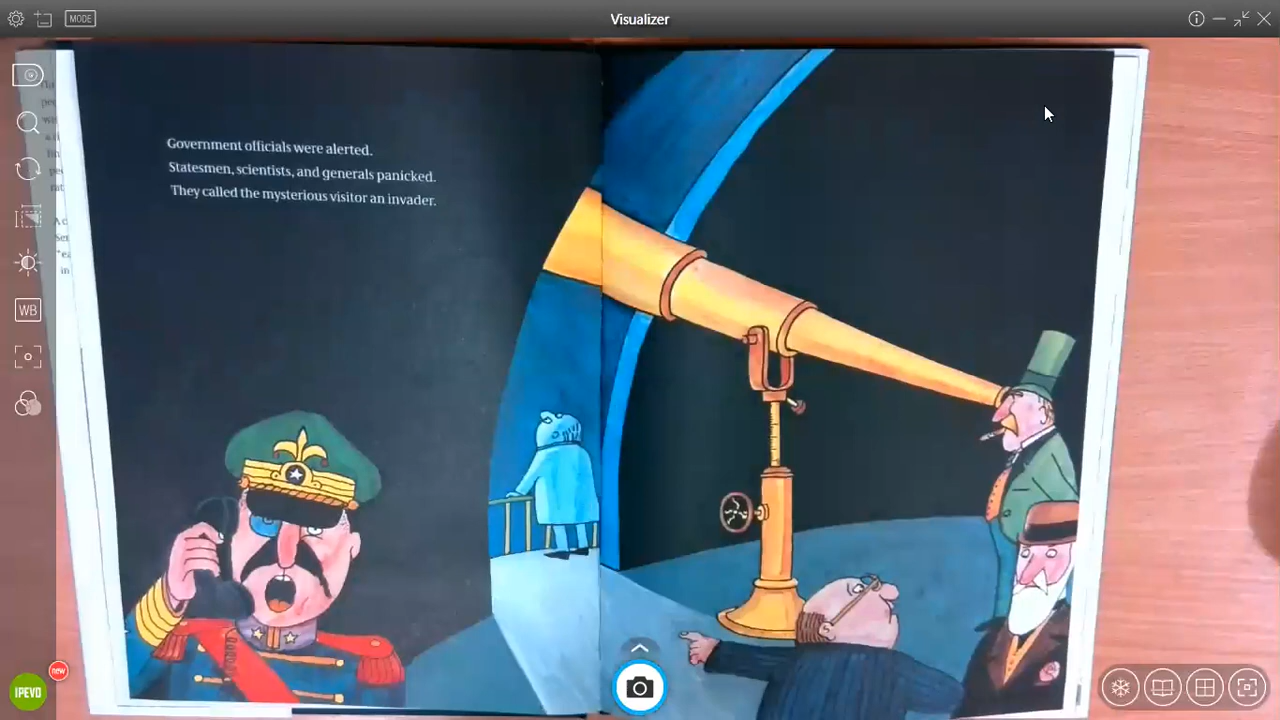 MODE
Visualizer
Government officials were alerted.
Statesmen, scientists, and generals panicked.
They called the mysterious visitor an invader.
WB
new
IPEVO